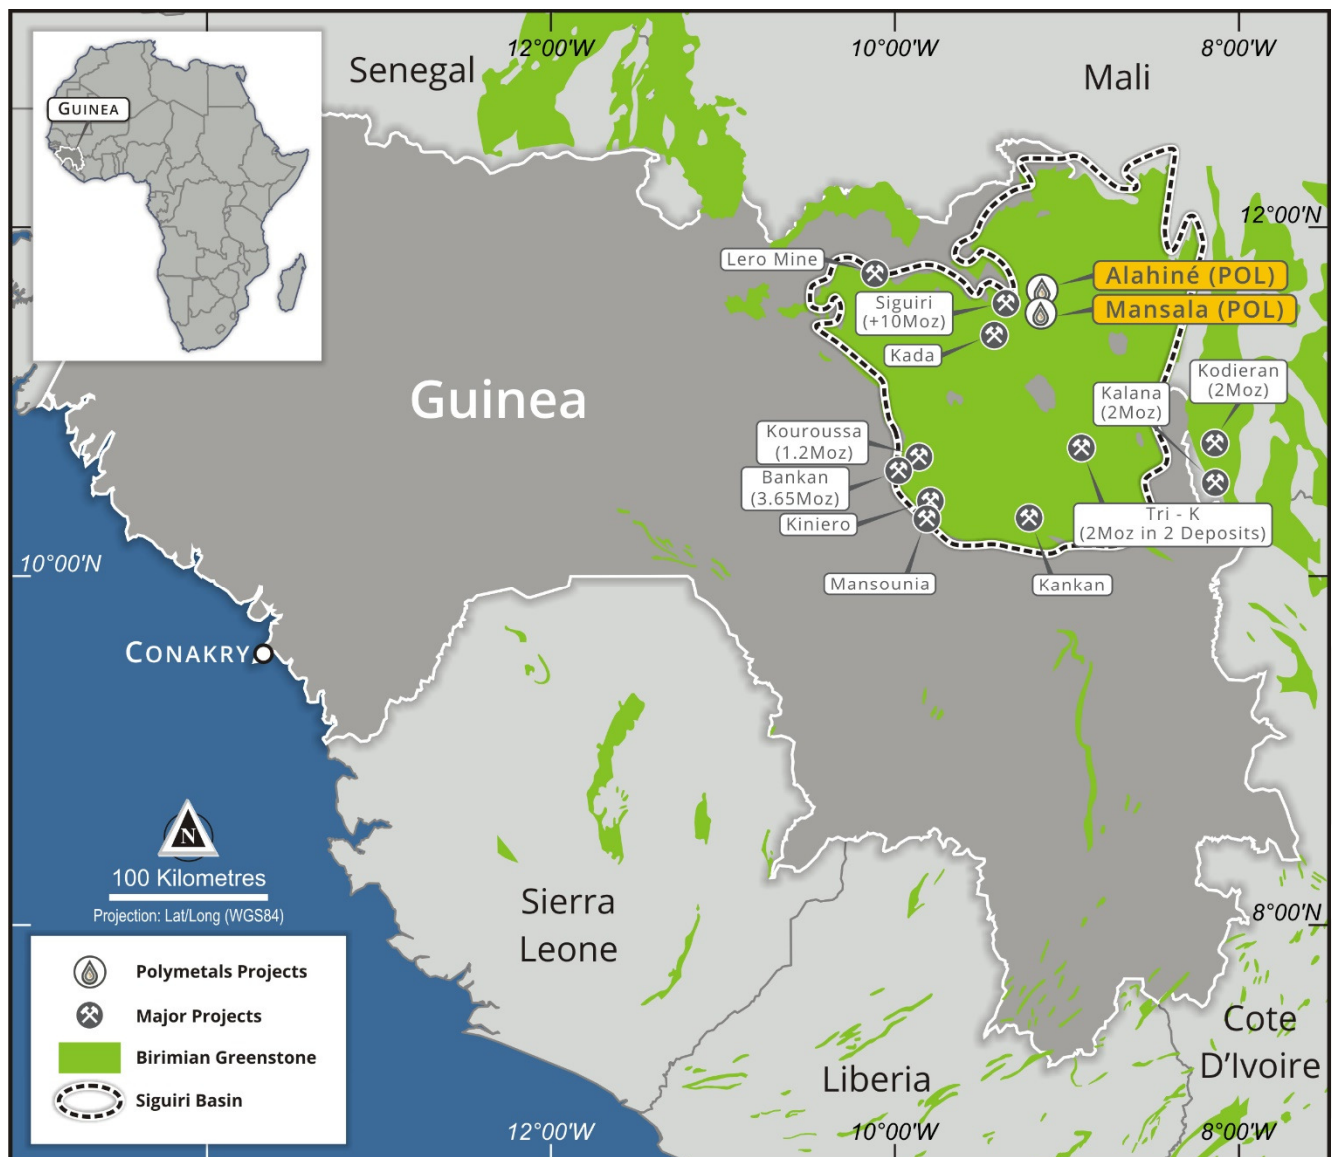 12°00'W
10°00'W
8°00'W
Senegal
Mali
GUINEA
12°00'N
Lero Mine
Alahiné (POL)
Siguiri
(+10Moz)
Mansala (POL)
Kada
Kodieran
(2Moz)
Kalana
(2Moz)
Guinea
Kouroussa
(1.2Moz)
Bankan
(3.65Moz)
Kiniero
Tri - K
(2Moz in 2 Deposits)
10°00'N
Mansounia
Kankan
CONAKRY
N
100 Kilometres
Projection: Lat/Long (WGS84)
Sierra
Leone
8°00'N
Polymetals Projects
Major Projects
Birimian Greenstone
Siguiri Basin
Cote
D'Ivoire
Liberia
12°00'W
10°00'W
8°00'W